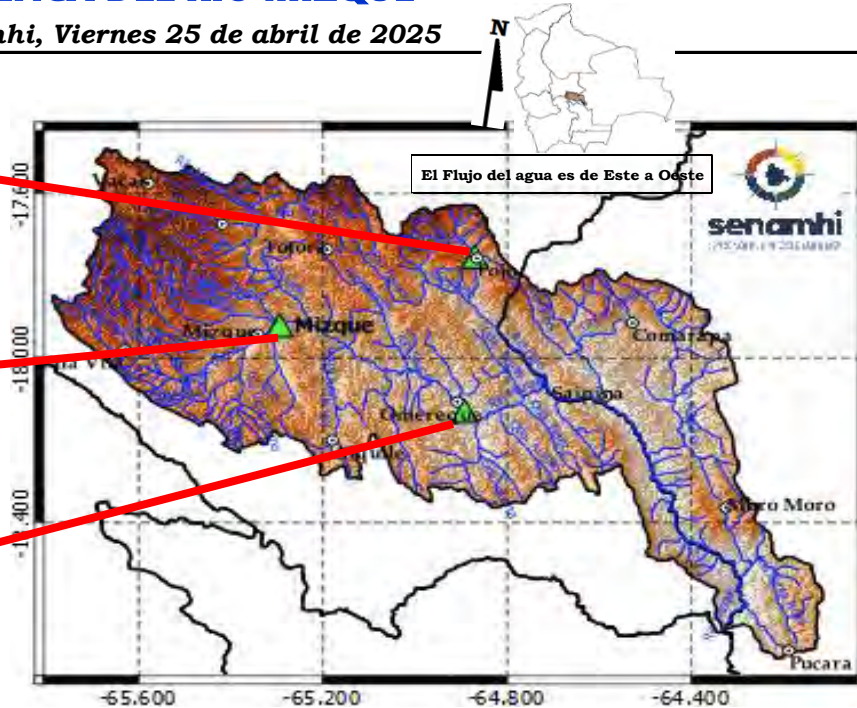 nhi, Viernes 25 de abril de 2025
N
El Flujo del agua es de Este a Oeste
senamhi
-17.600
Vacas
Totora
Pojo
Mizque
Mizque
Comarapa
-18.000
Saipina
Omereque
Moro Moro
-18.400
Pucara
-65.600
-65.200
-64.800
-64.400